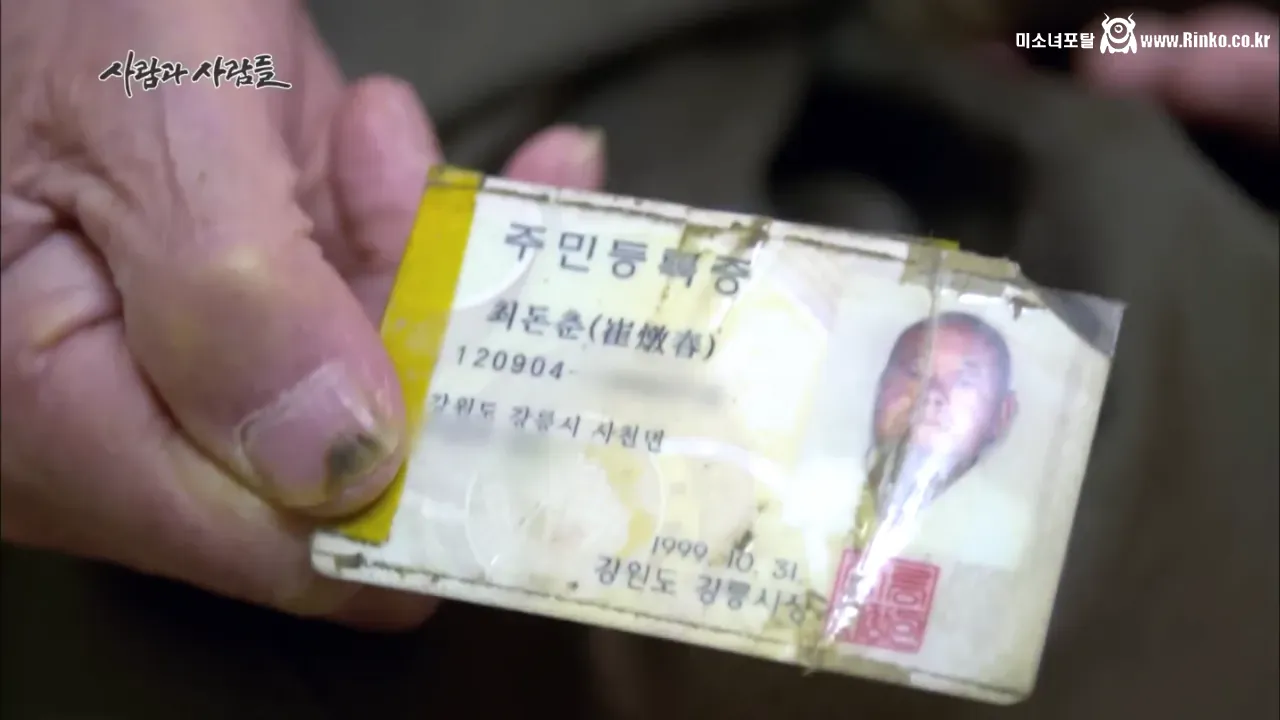 사람과 사람들
미소녀포탈 www.Rinko.co.kr
주민등록증
최돈춘(崔燉春)
120904-
강원도 강릉시 사천면
1999. 10. 31.
강원도 강릉시장